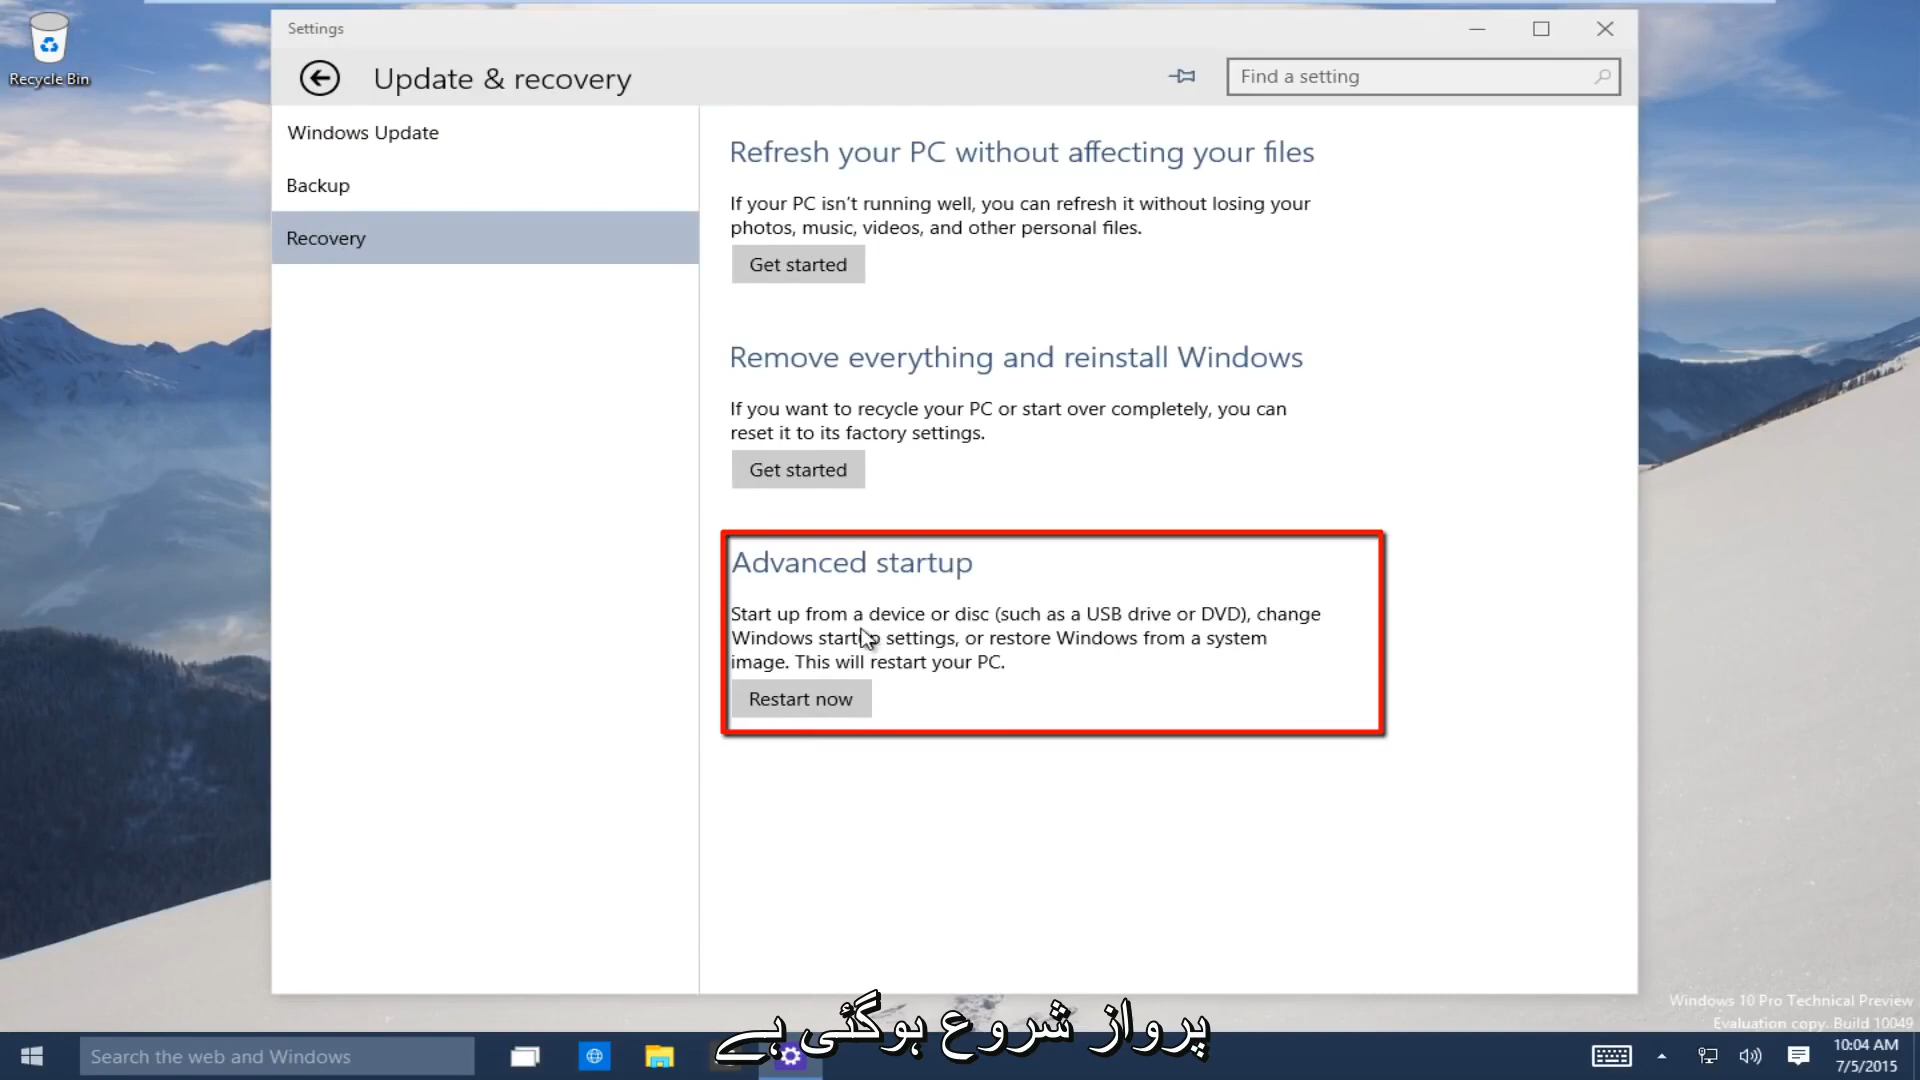 Recycle Bin
Settings
Update & recovery
Find a setting
Windows Update
Backup
Recovery
Refresh your PC without affecting your files
If your PC isn't running well, you can refresh it without losing your
photos, music, videos, and other personal files.
Get started
Remove everything and reinstall Windows
If you want to recycle your PC or start over completely, you can
reset it to its factory settings.
Get started
Advanced startup
Start up from a device or disc (such as a USB drive or DVD), change
Windows startup settings, or restore Windows from a system
image. This will restart your PC.
Restart now
Windows 10 Pro Technical Preview
Evaluation copy. Build 10049
پرواز شروع ہوگئی ہے
Search the web and Windows
10:04 AM
7/5/2015